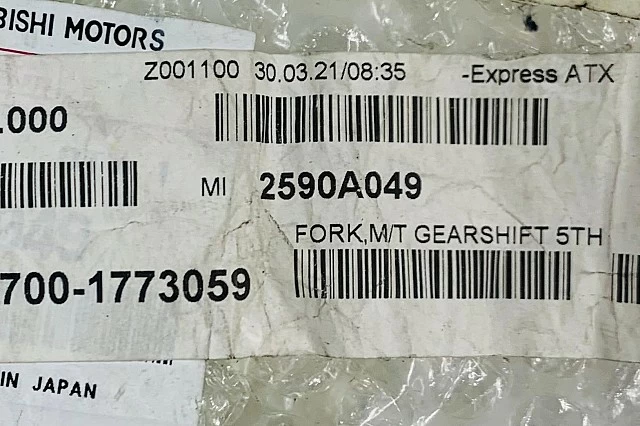 BISHI MOTORS
Z001100 30.03.21/08:35 -Express ATX
.000
MI 2590A049
FORK,M/T GEARSHIFT 5TH
700-1773059
IN JAPAN